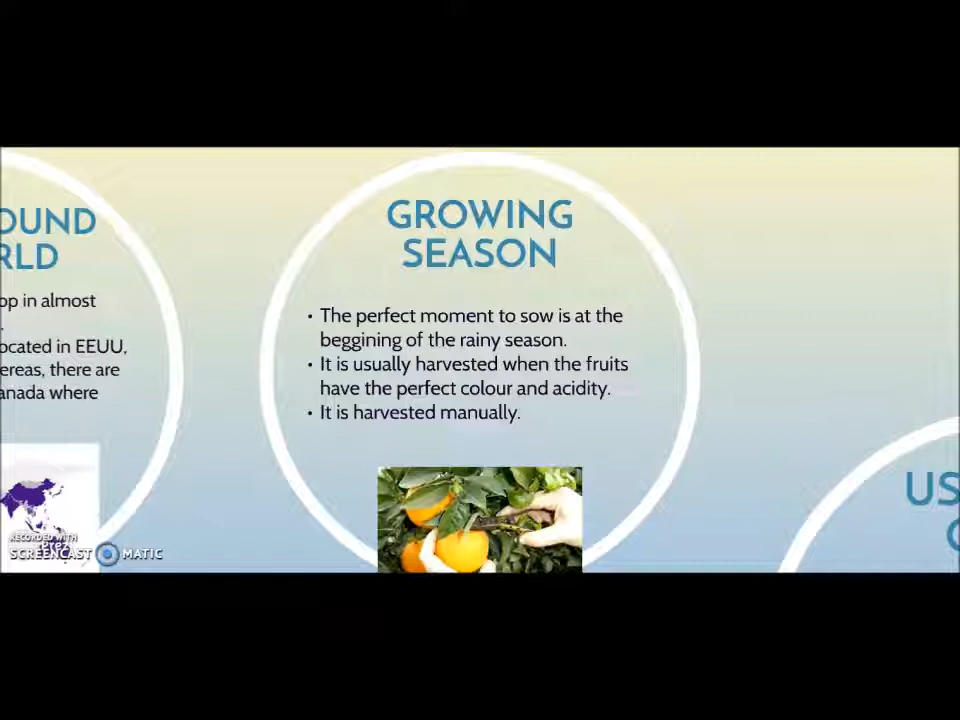 OUND
RLD
op in almost
.
ocated in EEUU,
ereas, there are
anada where
GROWING
SEASON
• The perfect moment to sow is at the
beggining of the rainy season.
• It is usually harvested when the fruits
have the perfect colour and acidity.
• It is harvested manually.
US
RECORDED WITH
SCREENCAST MATIC